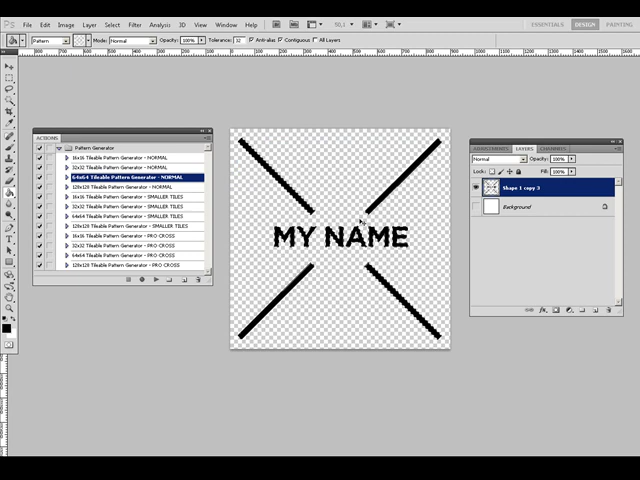 PS File Edit Image Layer Select Filter Analysis 3D View Window Help 50,1 ESSENTIALS DESIGN PAINTING
Pattern Mode: Normal Opacity: 100% Tolerance: 32 Anti-alias Contiguous All Layers
ACTIONS
Pattern Generator
16x16 Tileable Pattern Generator - NORMAL
32x32 Tileable Pattern Generator - NORMAL
64x64 Tileable Pattern Generator - NORMAL
128x128 Tileable Pattern Generator - NORMAL
16x16 Tileable Pattern Generator - SMALLER TILES
32x32 Tileable Pattern Generator - SMALLER TILES
64x64 Tileable Pattern Generator - SMALLER TILES
128x128 Tileable Pattern Generator - SMALLER TILES
16x16 Tileable Pattern Generator - PRO CROSS
32x32 Tileable Pattern Generator - PRO CROSS
64x64 Tileable Pattern Generator - PRO CROSS
128x128 Tileable Pattern Generator - PRO CROSS
MY NAME
ADJUSTMENTS LAYERS CHANNELS
Normal Opacity: 100%
Lock: Fill: 100%
Shape 1 copy 3
Background